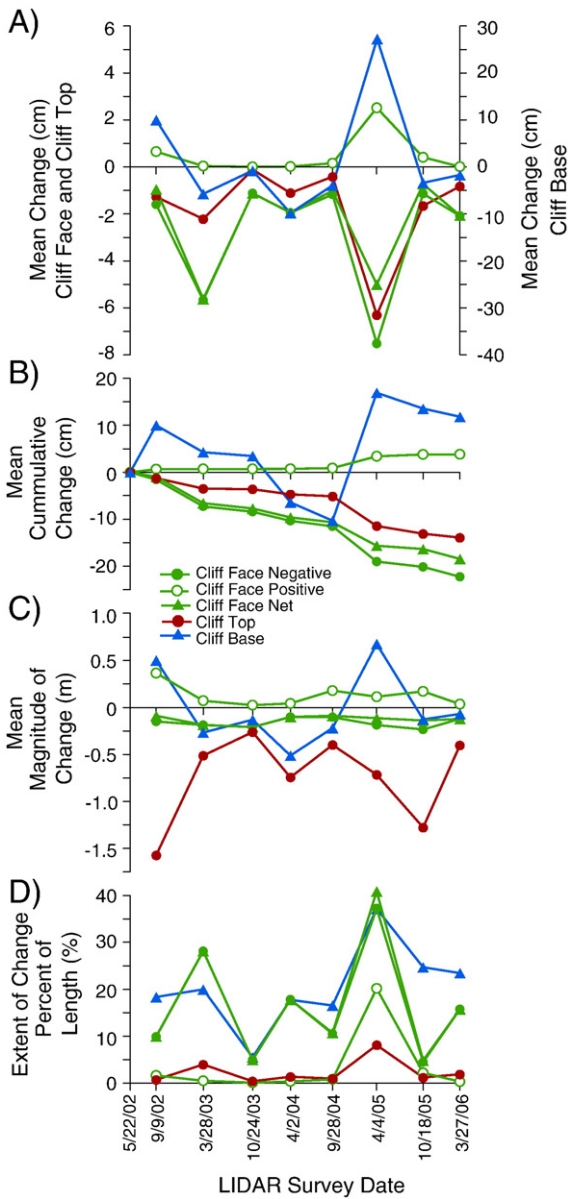 A)
Mean Change (cm)
Cliff Face and Cliff Top
6
4
2
0
-2
-4
-6
-8
30
20
10
0
-10
-20
-30
-40
Mean Change (cm)
Cliff Base
B)
Mean
Cummulative
Change (cm)
20
10
0
-10
-20
Cliff Face Negative
Cliff Face Positive
Cliff Face Net
Cliff Top
Cliff Base
C)
Mean
Magnitude of
Change (m)
1.0
0.5
0
-0.5
-1.0
-1.5
D)
Extent of Change
Percent of
Length (%)
40
30
20
10
0
5/22/02
9/9/02
3/28/03
10/24/03
4/2/04
9/28/04
4/4/05
10/18/05
3/27/06
LIDAR Survey Date